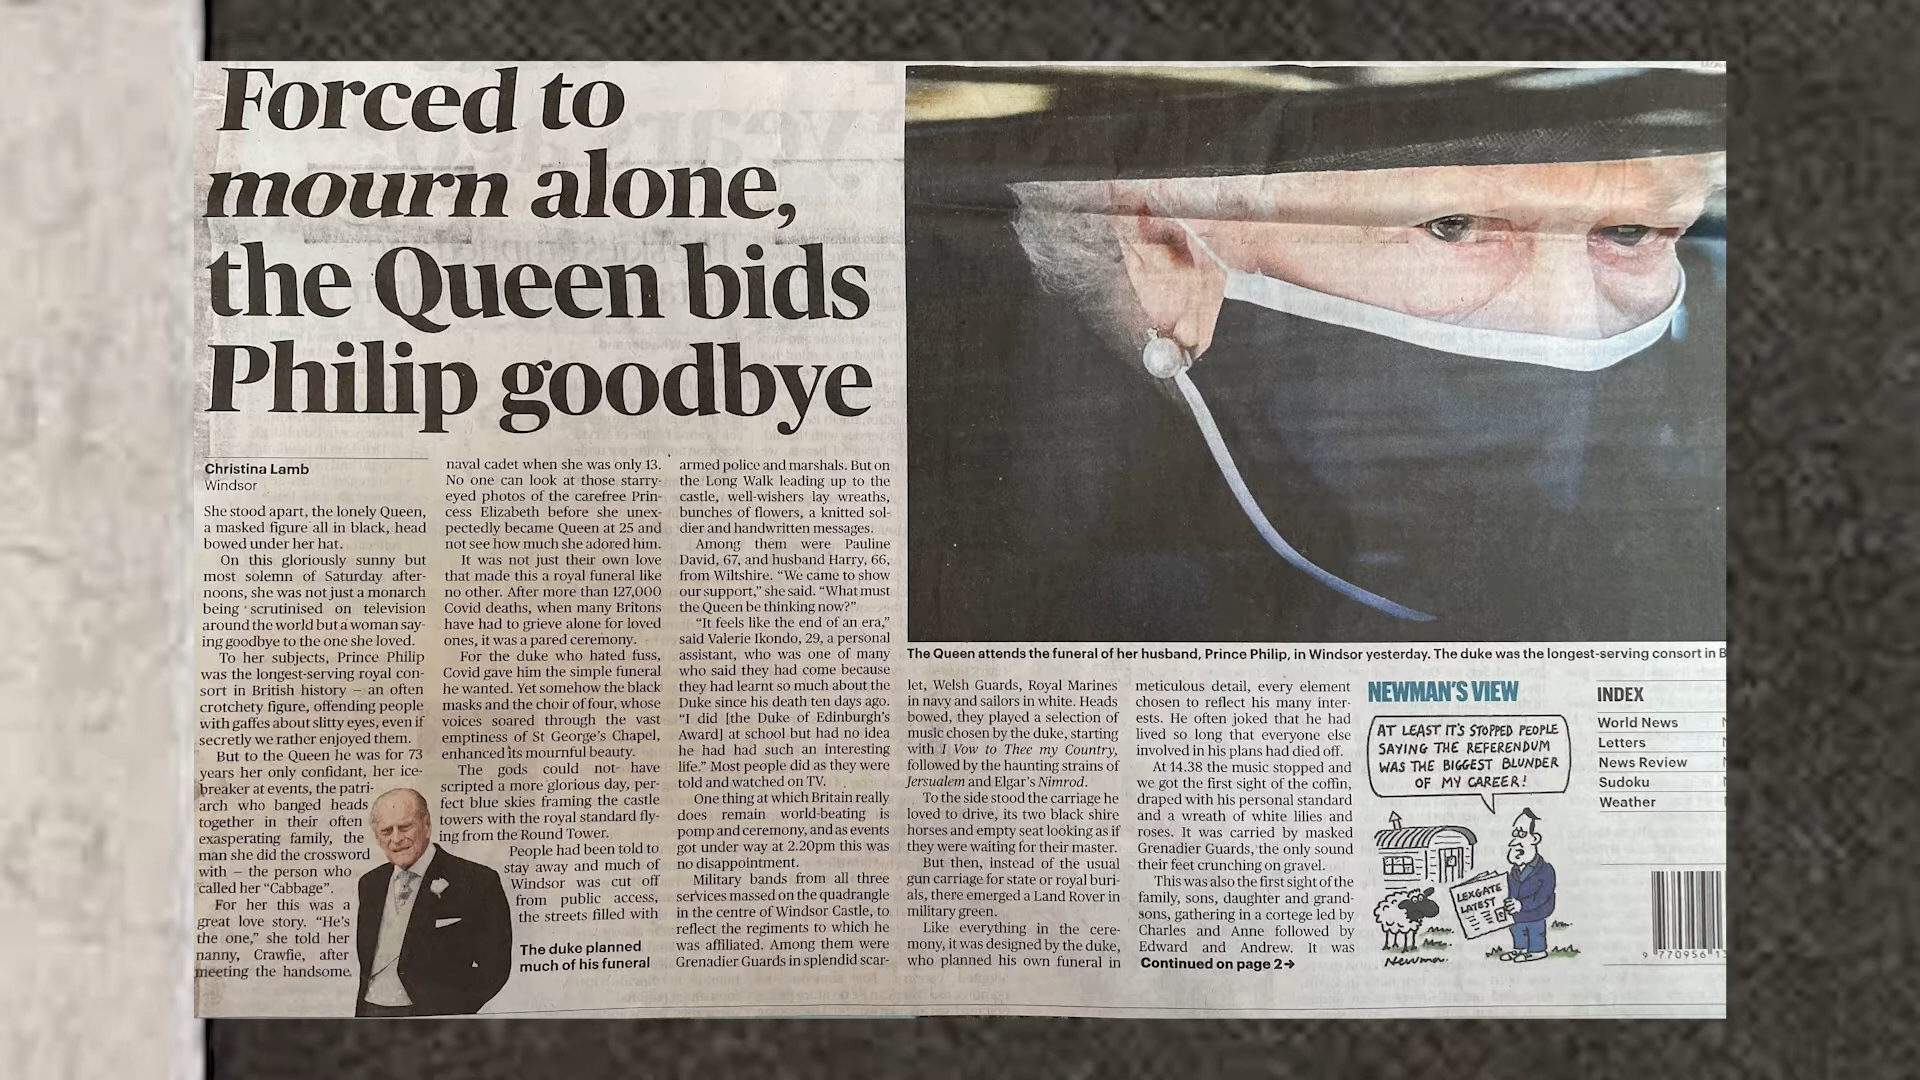 Forced to
mourn alone,
the Queen bids
Philip goodbye
Christina Lamb
Windsor
She stood apart, the lonely Queen,
a masked figure all in black, head
bowed under her hat.
On this gloriously sunny but
most solemn of Saturday after-
noons, she was not just a monarch
being scrutinised on television
around the world but a woman say-
ing goodbye to the one she loved.
To her subjects, Prince Philip
was the longest-serving royal con-
sort in British history – an often
crotchety figure, offending people
with gaffes about slitty eyes, even if
secretly we rather enjoyed them.
But to the Queen he was for 73
years her only confidant, her ice-
breaker at events, the patri-
arch who banged heads
together in their often
exasperating family, the
man she did the crossword
with – the person who
called her “Cabbage”.
For her this was a
great love story. “He’s
the one,” she told her
nanny, Crawfie, after
meeting the handsome
naval cadet when she was only 13.
No one can look at those starry-
eyed photos of the carefree Prin-
cess Elizabeth before she unex-
pectedly became Queen at 25 and
not see how much she adored him.
It was not just their own love
that made this a royal funeral like
no other. After more than 127,000
Covid deaths, when many Britons
have had to grieve alone for loved
ones, it was a pared ceremony.
For the duke who hated fuss,
Covid gave him the simple funeral
he wanted. Yet somehow the black
masks and the choir of four, whose
voices soared through the vast
emptiness of St George’s Chapel,
enhanced its mournful beauty.
The gods could not have
scripted a more glorious day, per-
fect blue skies framing the castle
towers with the royal standard fly-
ing from the Round Tower.
People had been told to
stay away and much of
Windsor was cut off
from public access,
the streets filled with
The duke planned
much of his funeral
armed police and marshals. But on
the Long Walk leading up to the
castle, well-wishers lay wreaths,
bunches of flowers, a knitted sol-
dier and handwritten messages.
Among them were Pauline
David, 67, and husband Harry, 66,
from Wiltshire. “We came to show
our support,” she said. “What must
the Queen be thinking now?”
“It feels like the end of an era,”
said Valerie Ikondo, 29, a personal
assistant, who was one of many
who said they had come because
they had learnt so much about the
Duke since his death ten days ago.
“I did [the Duke of Edinburgh’s
Award] at school but had no idea
he had had such an interesting
life.” Most people did as they were
told and watched on TV.
One thing at which Britain really
does remain world-beating is
pomp and ceremony, and as events
got under way at 2.20pm this was
no disappointment.
Military bands from all three
services massed on the quadrangle
in the centre of Windsor Castle, to
reflect the regiments to which he
was affiliated. Among them were
Grenadier Guards in splendid scar-
The Queen attends the funeral of her husband, Prince Philip, in Windsor yesterday. The duke was the longest-serving consort in B
let, Welsh Guards, Royal Marines
in navy and sailors in white. Heads
bowed, they played a selection of
music chosen by the duke, starting
with I Vow to Thee my Country,
followed by the haunting strains of
Jerusalem and Elgar’s Nimrod.
To the side stood the carriage he
loved to drive, its two black shire
horses and empty seat looking as if
they were waiting for their master.
But then, instead of the usual
gun carriage for state or royal buri-
als, there emerged a Land Rover in
military green.
Like everything in the cere-
mony, it was designed by the duke,
who planned his own funeral in
meticulous detail, every element
chosen to reflect his many inter-
ests. He often joked that he had
lived so long that everyone else
involved in his plans had died off.
At 14.38 the music stopped and
we got the first sight of the coffin,
draped with his personal standard
and a wreath of white lilies and
roses. It was carried by masked
Grenadier Guards, the only sound
their feet crunching on gravel.
This was also the first sight of the
family, sons, daughter and grand-
sons, gathering in a cortege led by
Charles and Anne followed by
Edward and Andrew. It was
Continued on page 2→
NEWMAN’S VIEW
AT LEAST IT’S STOPPED PEOPLE
SAYING THE REFERENDUM
WAS THE BIGGEST BLUNDER
OF MY CAREER!
LEXGATE
LATEST
Newman
INDEX
World News
Letters
News Review
Sudoku
Weather
9 770956 13